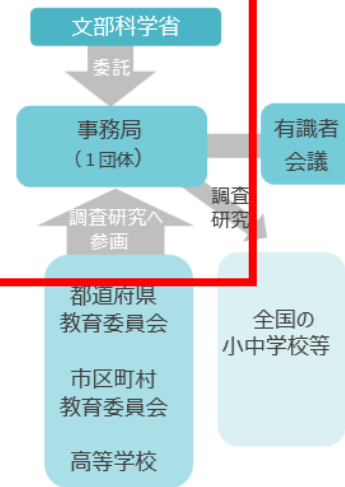 文部科学省
委託
事務局
（１団体）
有識者
会議
調査
研究
調査研究へ
参画
都道府県
教育委員会
市区町村
教育委員会
高等学校
全国の
小中学校等